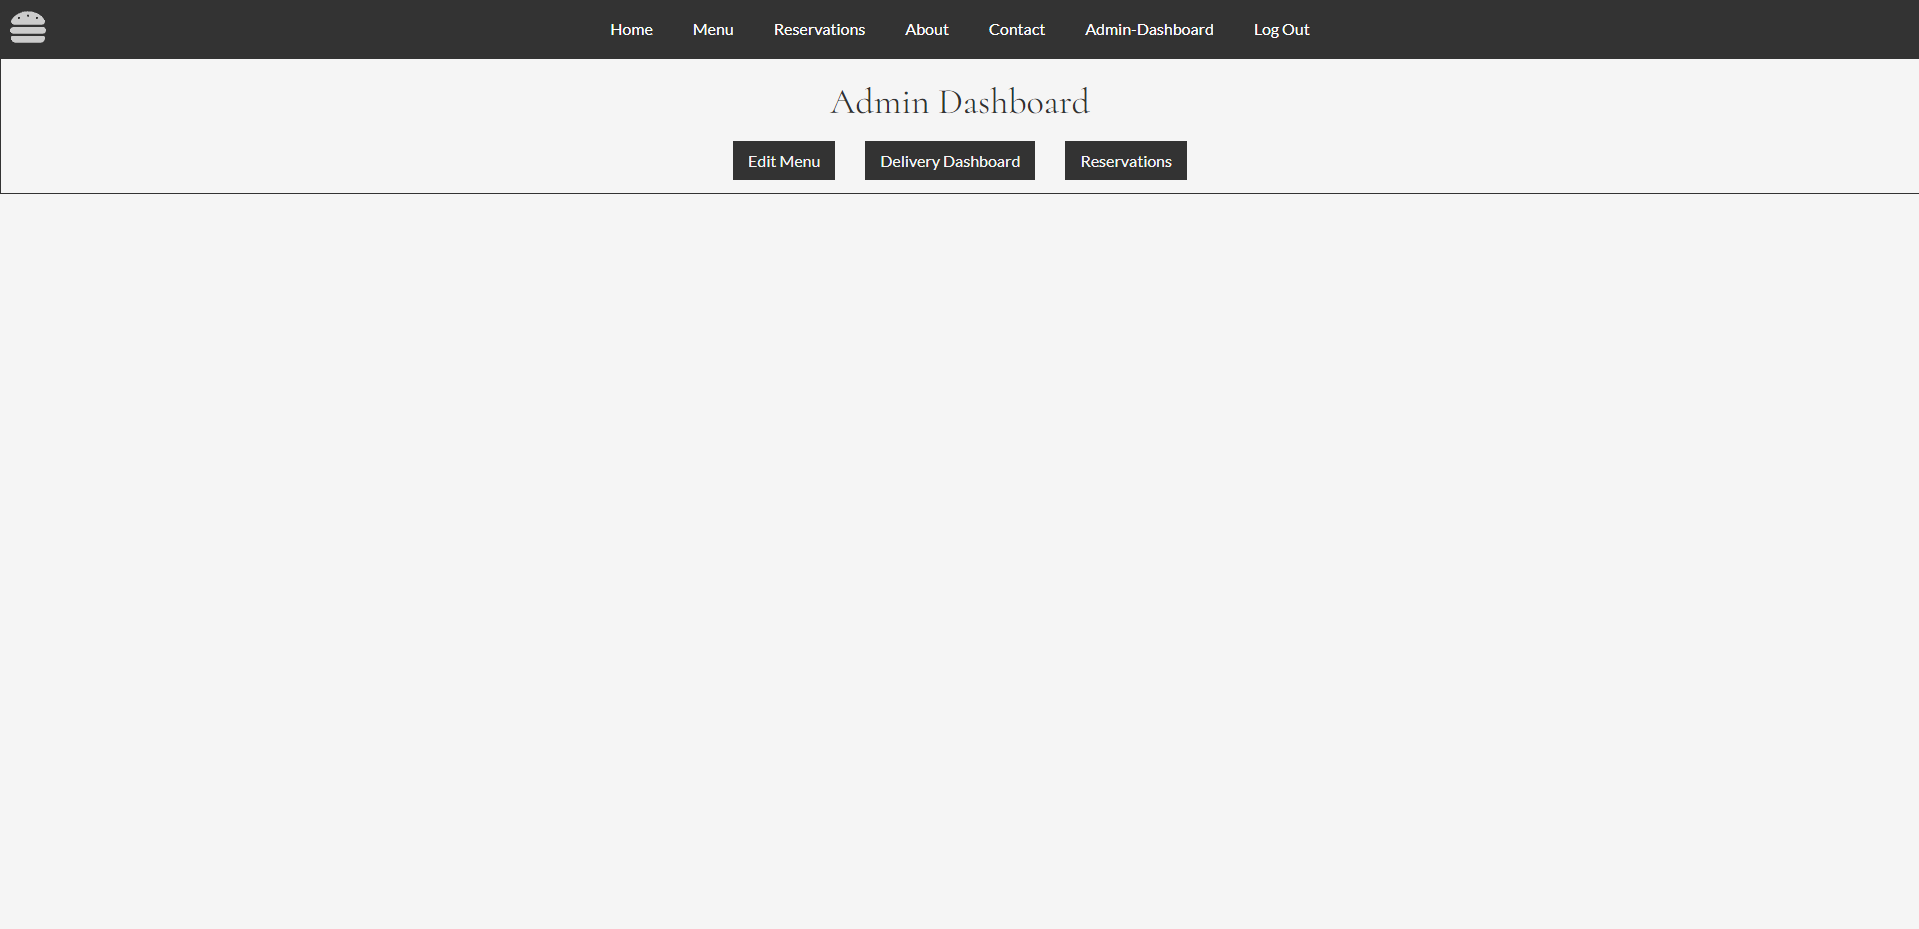 Home Menu Reservations About Contact Admin-Dashboard Log Out
Admin Dashboard
Edit Menu Delivery Dashboard Reservations